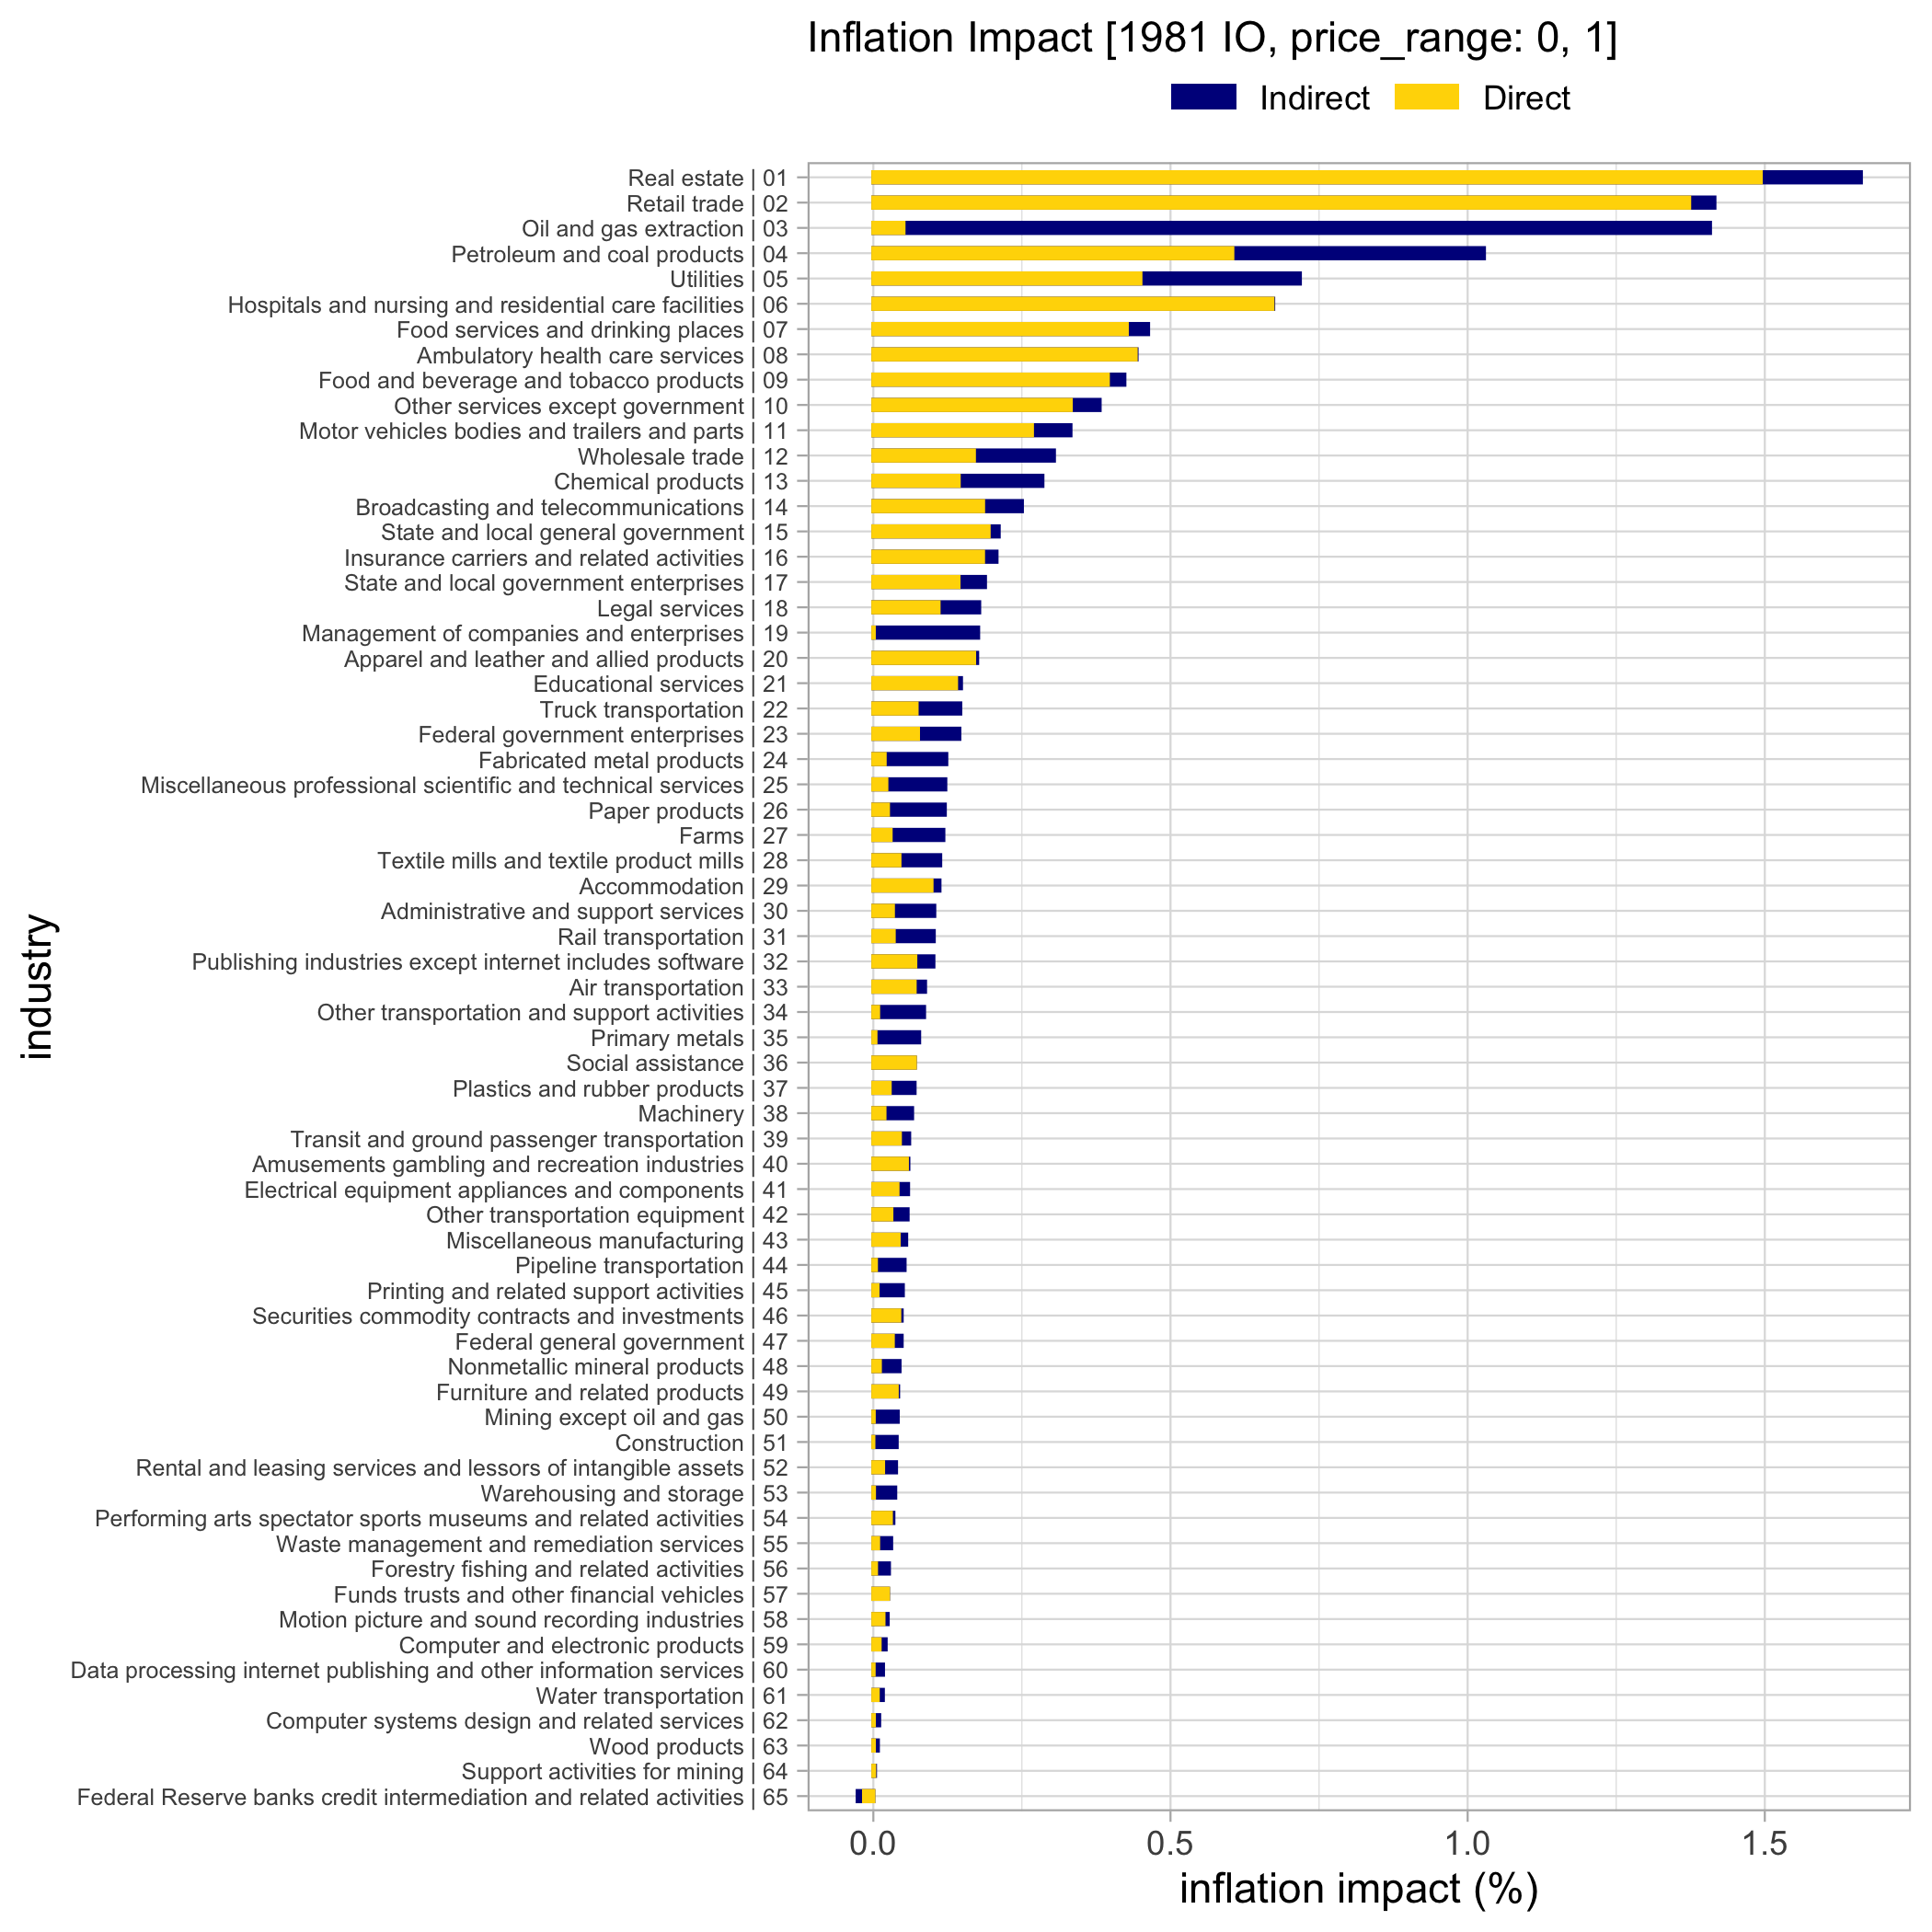 Inflation Impact [1981 IO, price_range: 0, 1]
Indirect Direct
Real estate | 01
Retail trade | 02
Oil and gas extraction | 03
Petroleum and coal products | 04
Utilities | 05
Hospitals and nursing and residential care facilities | 06
Food services and drinking places | 07
Ambulatory health care services | 08
Food and beverage and tobacco products | 09
Other services except government | 10
Motor vehicles bodies and trailers and parts | 11
Wholesale trade | 12
Chemical products | 13
Broadcasting and telecommunications | 14
State and local general government | 15
Insurance carriers and related activities | 16
State and local government enterprises | 17
Legal services | 18
Management of companies and enterprises | 19
Apparel and leather and allied products | 20
Educational services | 21
Truck transportation | 22
Federal government enterprises | 23
Fabricated metal products | 24
Miscellaneous professional scientific and technical services | 25
Paper products | 26
Farms | 27
Textile mills and textile product mills | 28
Accommodation | 29
Administrative and support services | 30
Rail transportation | 31
Publishing industries except internet includes software | 32
Air transportation | 33
Other transportation and support activities | 34
Primary metals | 35
Social assistance | 36
Plastics and rubber products | 37
Machinery | 38
Transit and ground passenger transportation | 39
Amusements gambling and recreation industries | 40
Electrical equipment appliances and components | 41
Other transportation equipment | 42
Miscellaneous manufacturing | 43
Pipeline transportation | 44
Printing and related support activities | 45
Securities commodity contracts and investments | 46
Federal general government | 47
Nonmetallic mineral products | 48
Furniture and related products | 49
Mining except oil and gas | 50
Construction | 51
Rental and leasing services and lessors of intangible assets | 52
Warehousing and storage | 53
Performing arts spectator sports museums and related activities | 54
Waste management and remediation services | 55
Forestry fishing and related activities | 56
Funds trusts and other financial vehicles | 57
Motion picture and sound recording industries | 58
Computer and electronic products | 59
Data processing internet publishing and other information services | 60
Water transportation | 61
Computer systems design and related services | 62
Wood products | 63
Support activities for mining | 64
Federal Reserve banks credit intermediation and related activities | 65
industry
0.0 0.5 1.0 1.5
inflation impact (%)